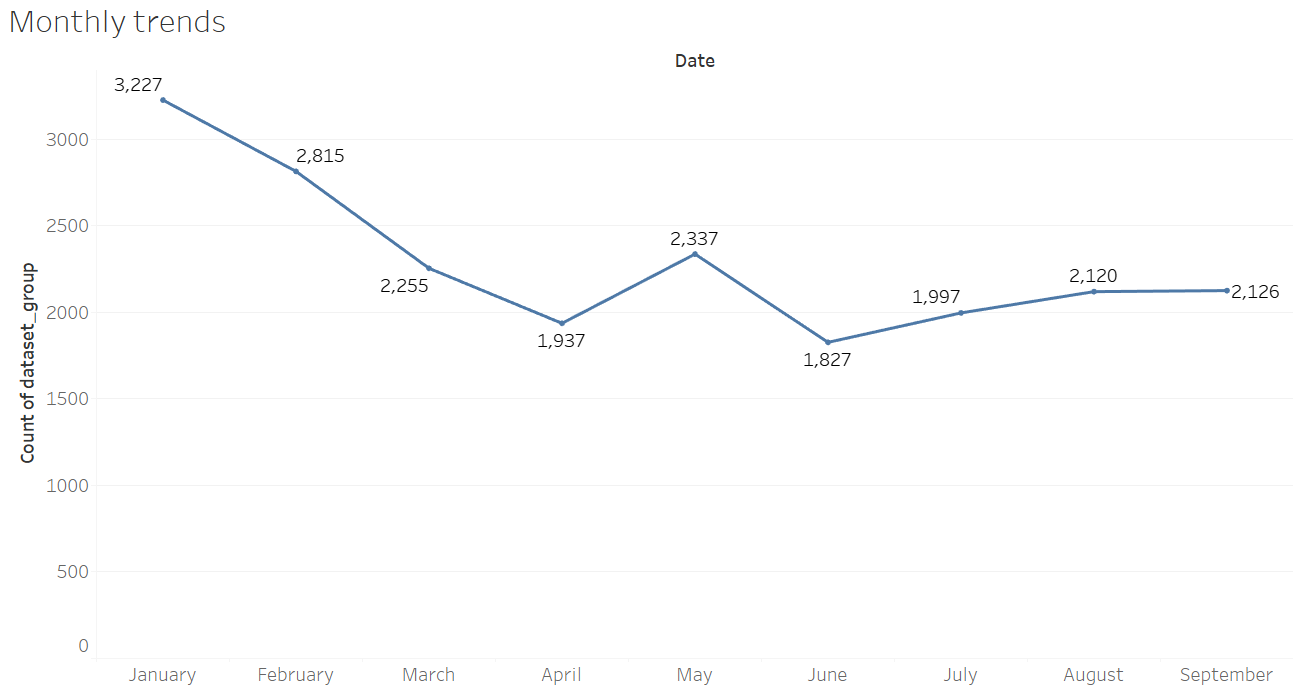 Monthly trends
Date
Count of dataset_group
3000
2500
2000
1500
1000
500
0
3,227
2,815
2,255
1,937
2,337
1,827
1,997
2,120
2,126
January
February
March
April
May
June
July
August
September